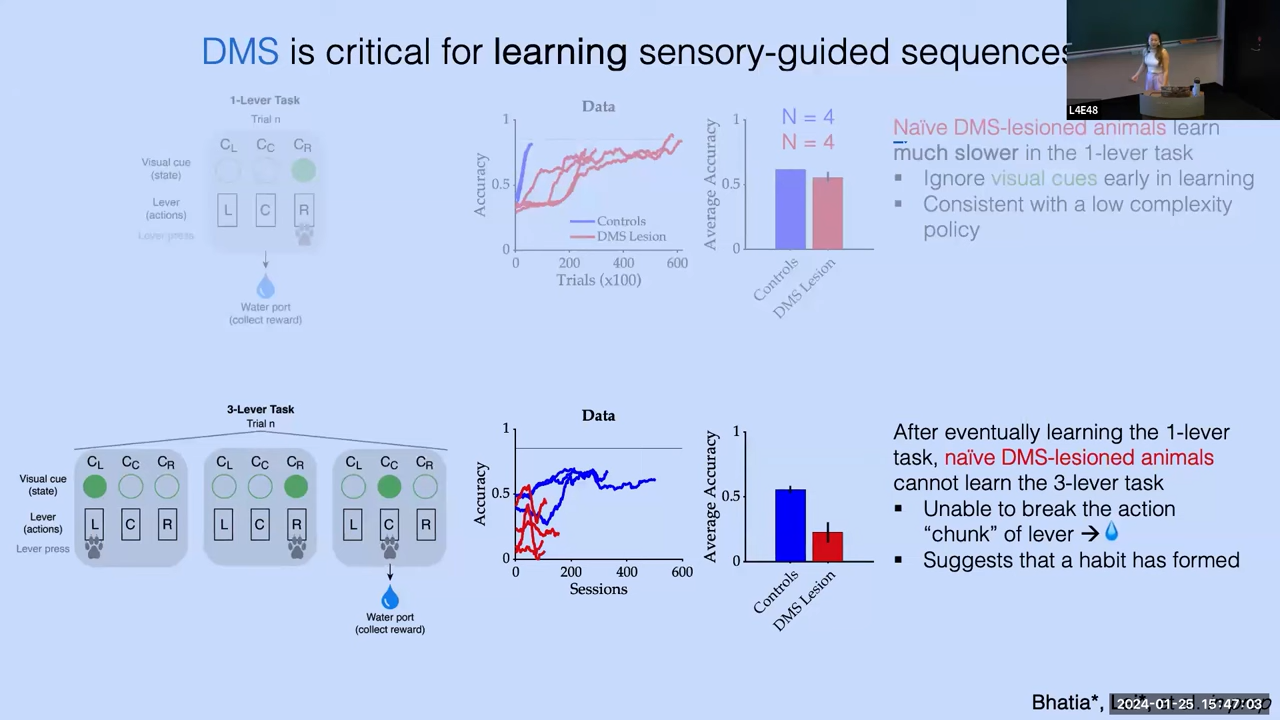 DMS is critical for learning sensory-guided sequences
L4E48
1-Lever Task
Trial n
CL CC CR
Visual cue
(state)
Lever
(actions)
L C R
Lever press
Water port
(collect reward)
Data
1
0.5
0
Accuracy
Controls
DMS Lesion
0 200 400 600
Trials (x100)
N = 4
N = 4
1
0.5
0
Average Accuracy
Controls
DMS Lesion
Naïve DMS-lesioned animals learn
much slower in the 1-lever task
▪ Ignore visual cues early in learning
▪ Consistent with a low complexity
policy
3-Lever Task
Trial n
CL CC CR CL CC CR CL CC CR
Visual cue
(state)
Lever
(actions)
L C R L C R L C R
Lever press
Water port
(collect reward)
Data
1
0.5
0
Accuracy
0 200 400 600
Sessions
1
0.5
0
Average Accuracy
Controls
DMS Lesion
After eventually learning the 1-lever
task, naïve DMS-lesioned animals
cannot learn the 3-lever task
▪ Unable to break the action
“chunk” of lever →
▪ Suggests that a habit has formed
Bhatia*,
2024-01-25 15:47:03